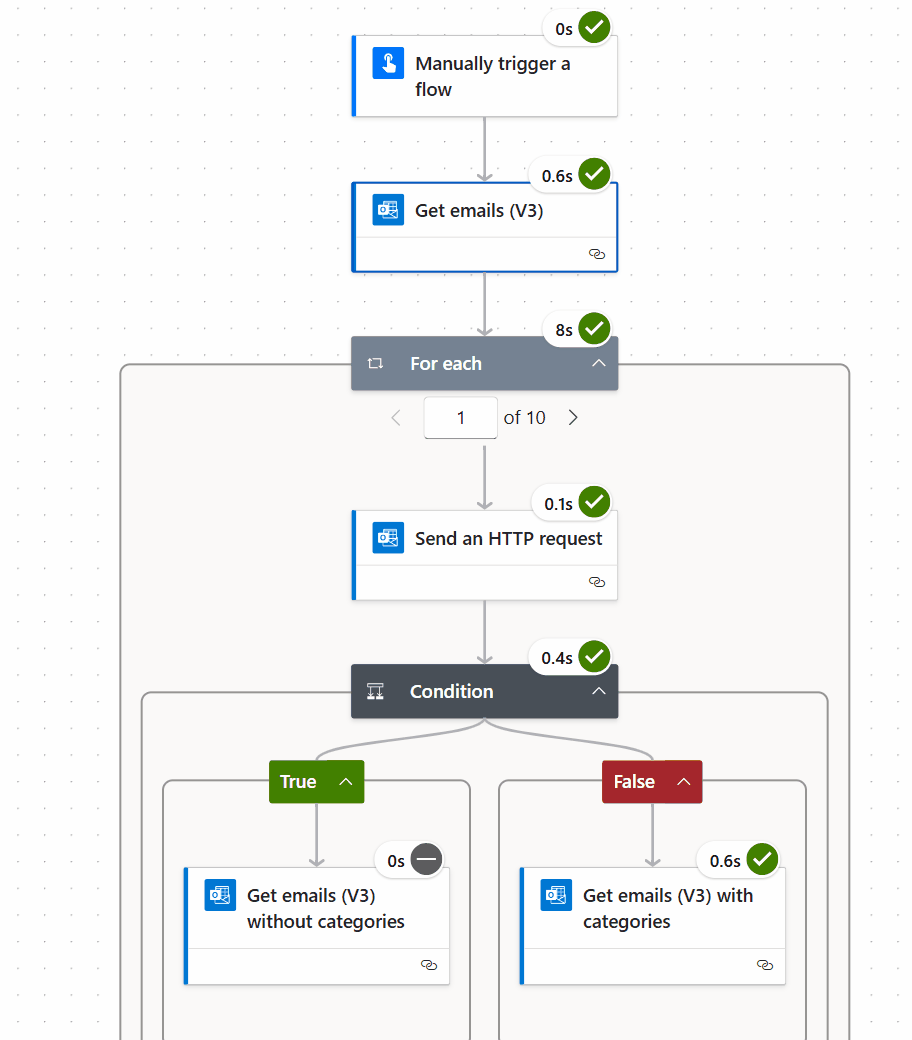 0s
Manually trigger a
flow
0.6s
Get emails (V3)
8s
For each
1 of 10
0.1s
Send an HTTP request
0.4s
Condition
True
False
0s
Get emails (V3)
without categories
0.6s
Get emails (V3) with
categories